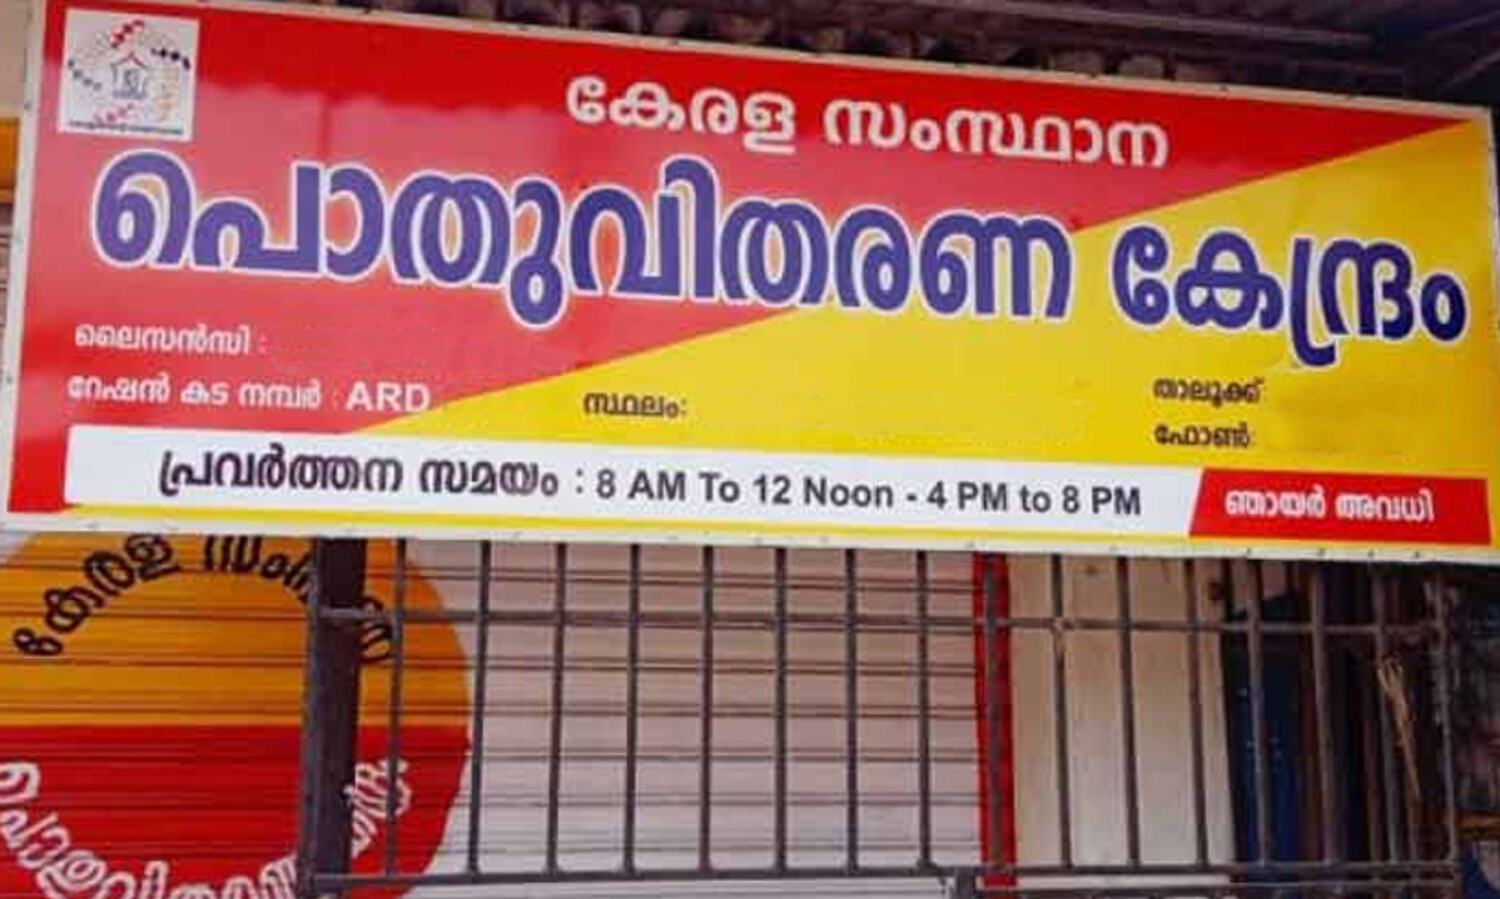 കേരള സംസ്ഥാന
പൊതുവിതരണ കേന്ദ്രം
ലൈസൻസി :
റേഷൻ കട നമ്പർ : ARD
സ്ഥലം:
താലൂക്ക്
ഫോൺ:
പ്രവർത്തന സമയം : 8 AM To 12 Noon - 4 PM to 8 PM
ഞായർ അവധി
കേരള